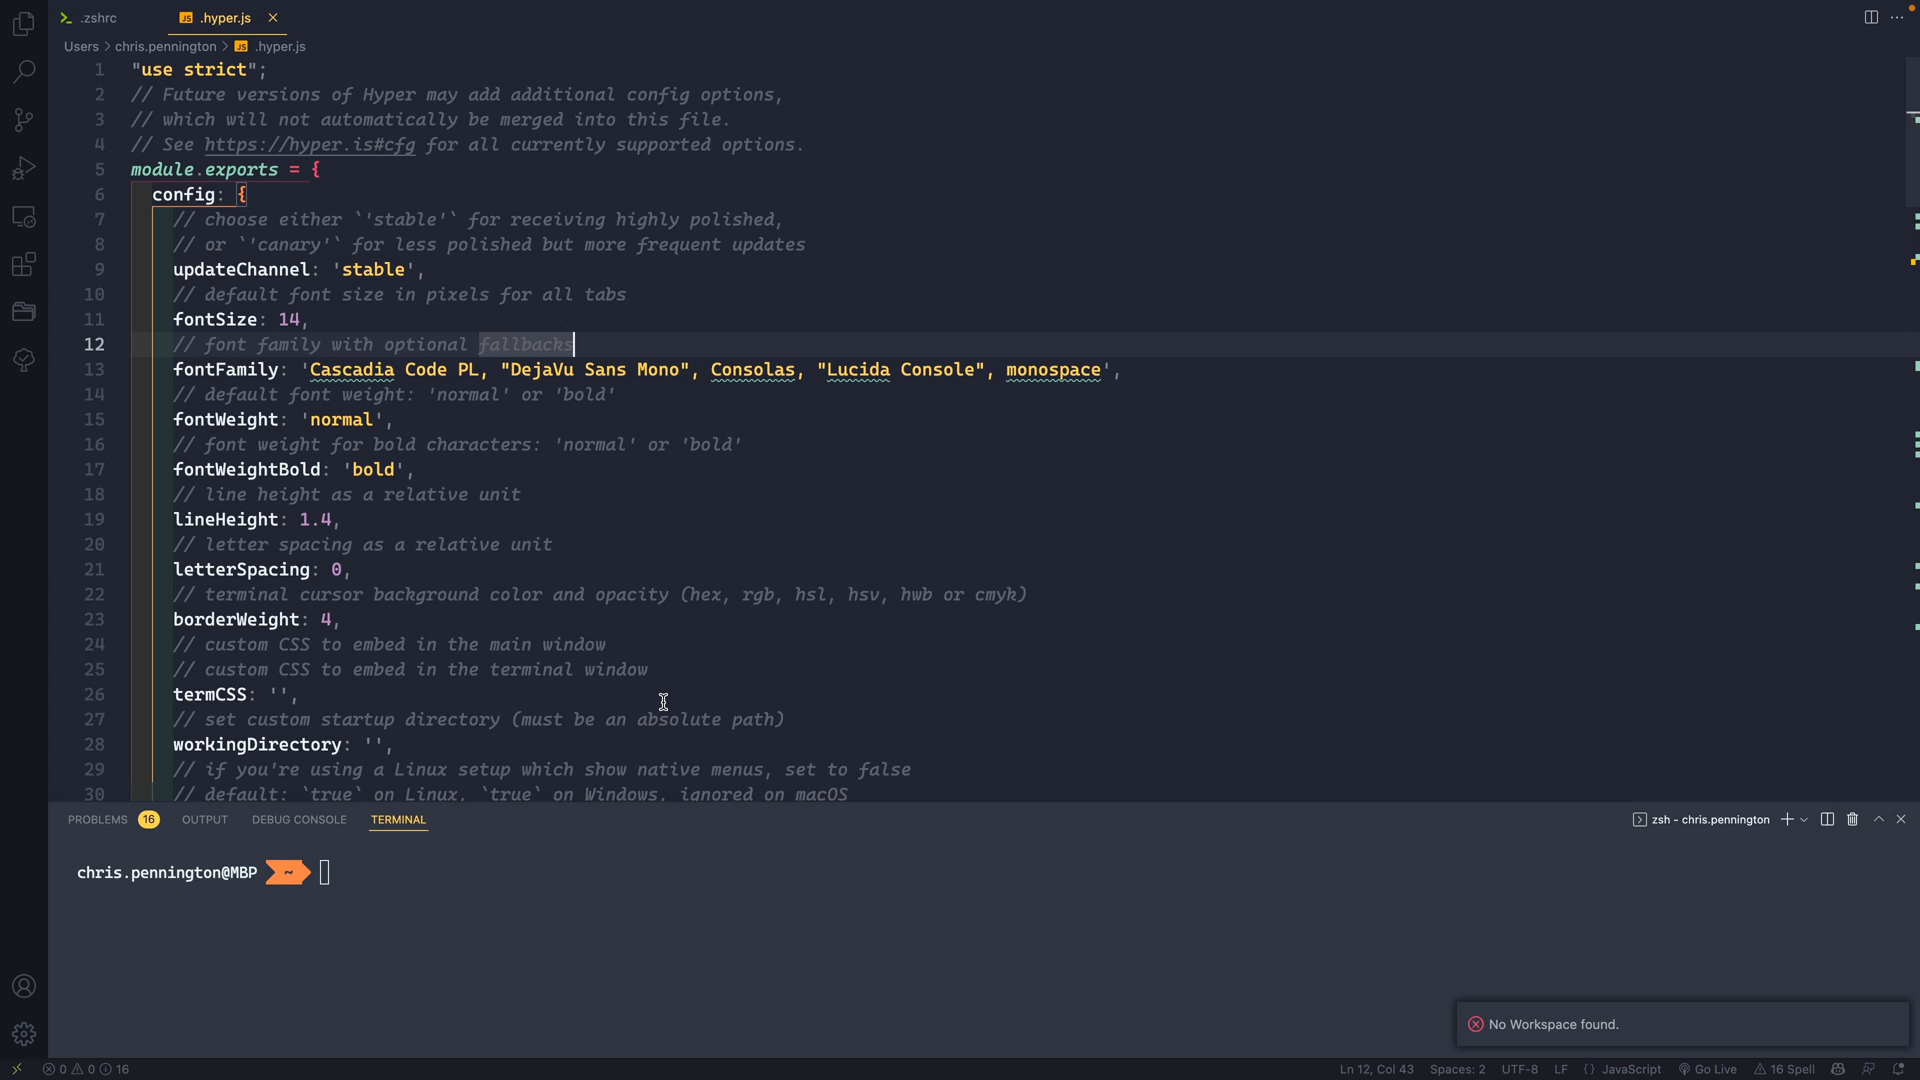 .zshrc
JS .hyper.js
Users > chris.pennington > JS .hyper.js
1 "use strict";
2 // Future versions of Hyper may add additional config options,
3 // which will not automatically be merged into this file.
4 // See https://hyper.is#cfg for all currently supported options.
5 module.exports = {
6 config: {
7 // choose either `'stable'` for receiving highly polished,
8 // or `'canary'` for less polished but more frequent updates
9 updateChannel: 'stable',
10 // default font size in pixels for all tabs
11 fontSize: 14,
12 // font family with optional fallbacks
13 fontFamily: 'Cascadia Code PL, "DejaVu Sans Mono", Consolas, "Lucida Console", monospace',
14 // default font weight: 'normal' or 'bold'
15 fontWeight: 'normal',
16 // font weight for bold characters: 'normal' or 'bold'
17 fontWeightBold: 'bold',
18 // line height as a relative unit
19 lineHeight: 1.4,
20 // letter spacing as a relative unit
21 letterSpacing: 0,
22 // terminal cursor background color and opacity (hex, rgb, hsl, hsv, hwb or cmyk)
23 borderWeight: 4,
24 // custom CSS to embed in the main window
25 // custom CSS to embed in the terminal window
26 termCSS: '',
27 // set custom startup directory (must be an absolute path)
28 workingDirectory: '',
29 // if you're using a Linux setup which show native menus, set to false
30 // default: `true` on Linux, `true` on Windows, ignored on macOS
PROBLEMS 16 OUTPUT DEBUG CONSOLE TERMINAL
zsh - chris.pennington
chris.pennington@MBP ~
No Workspace found.
0 0 16
Ln 12, Col 43 Spaces: 2 UTF-8 LF {} JavaScript Go Live 16 Spell